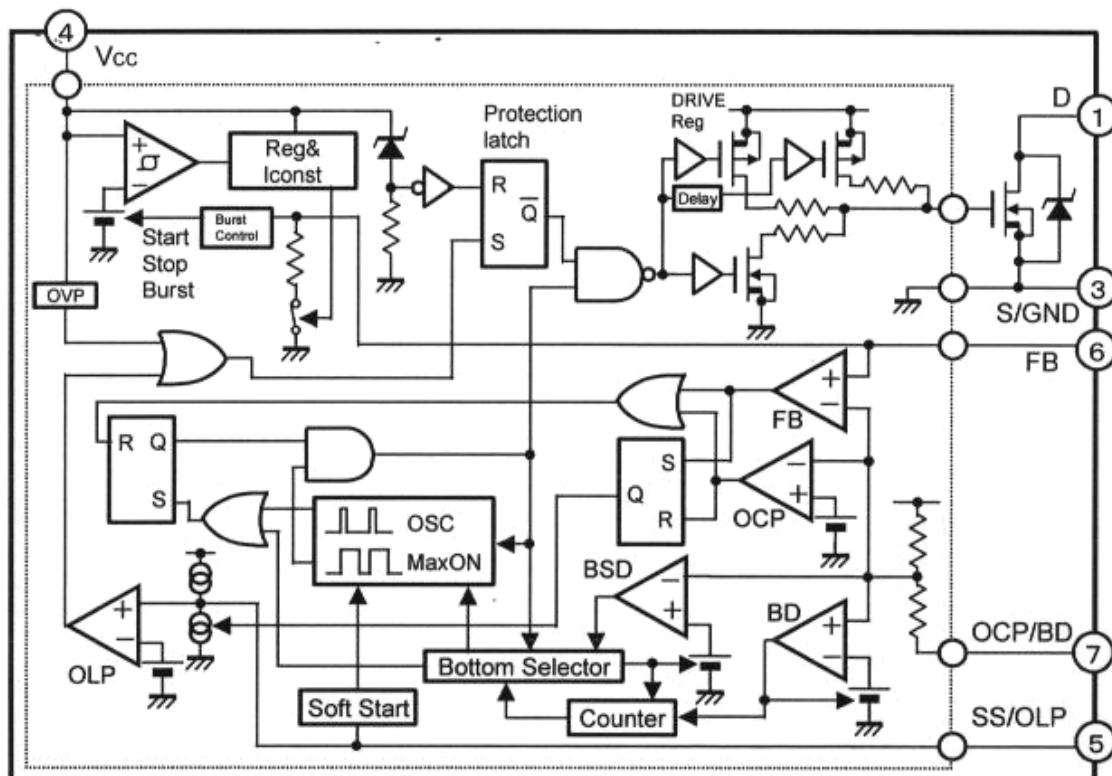 4
Vcc
D
1
DRIVE
Reg
Protection
latch
+
−
Reg&
Iconst
R
Q
S
Delay
Burst
Control
Start
Stop
Burst
OVP
3
S/GND
6
FB
+
−
FB
R
Q
S
S
Q
R
−
+
OCP
OSC
MaxON
BSD
−
+
BD
+
−
OCP/BD
7
+
−
OLP
Bottom Selector
Soft Start
Counter
SS/OLP
5